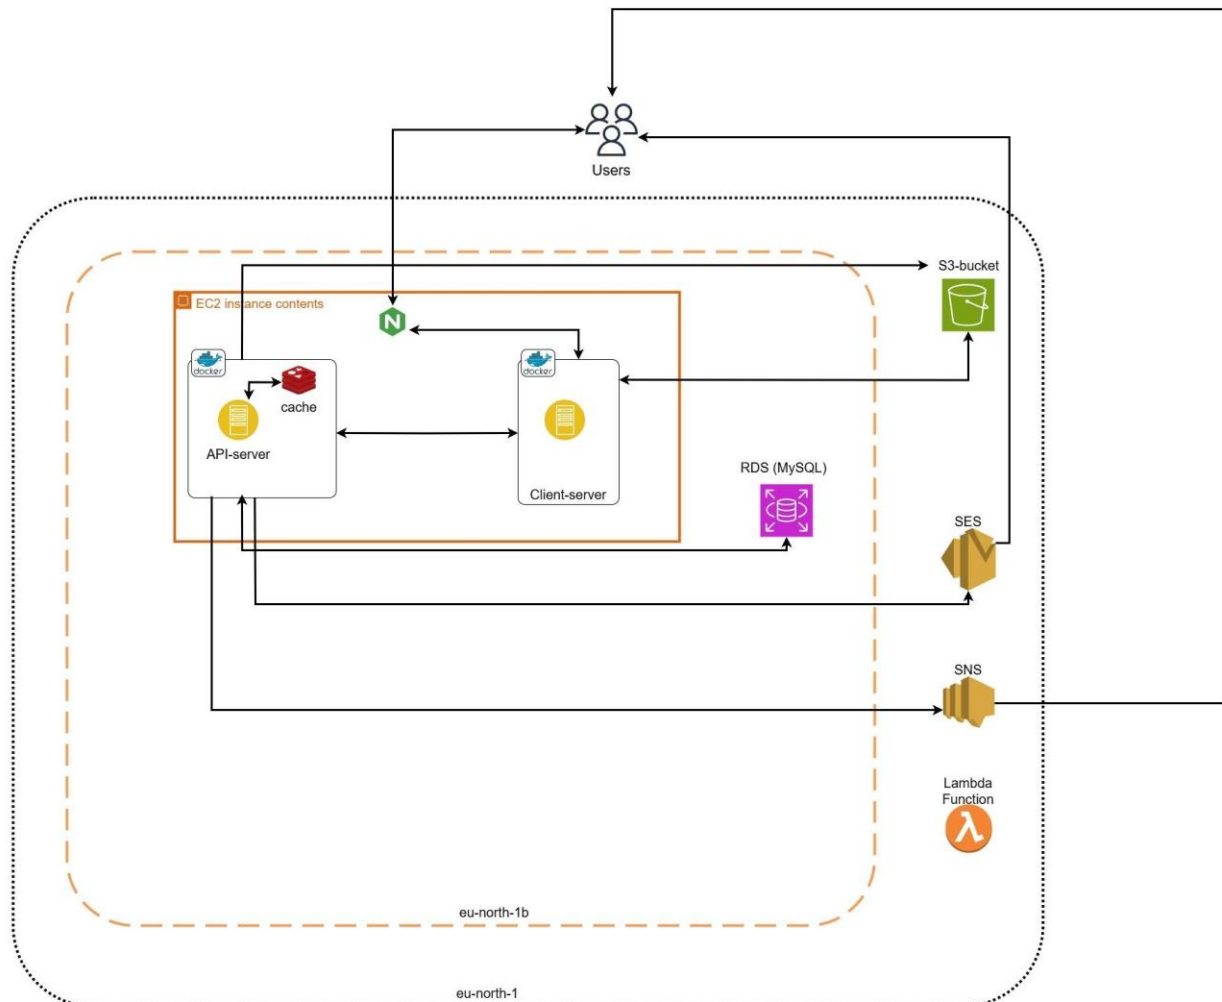 Users
S3-bucket
EC2 instance contents
docker
docker
cache
API-server
Client-server
RDS (MySQL)
SES
SNS
Lambda
Function
eu-north-1b
eu-north-1